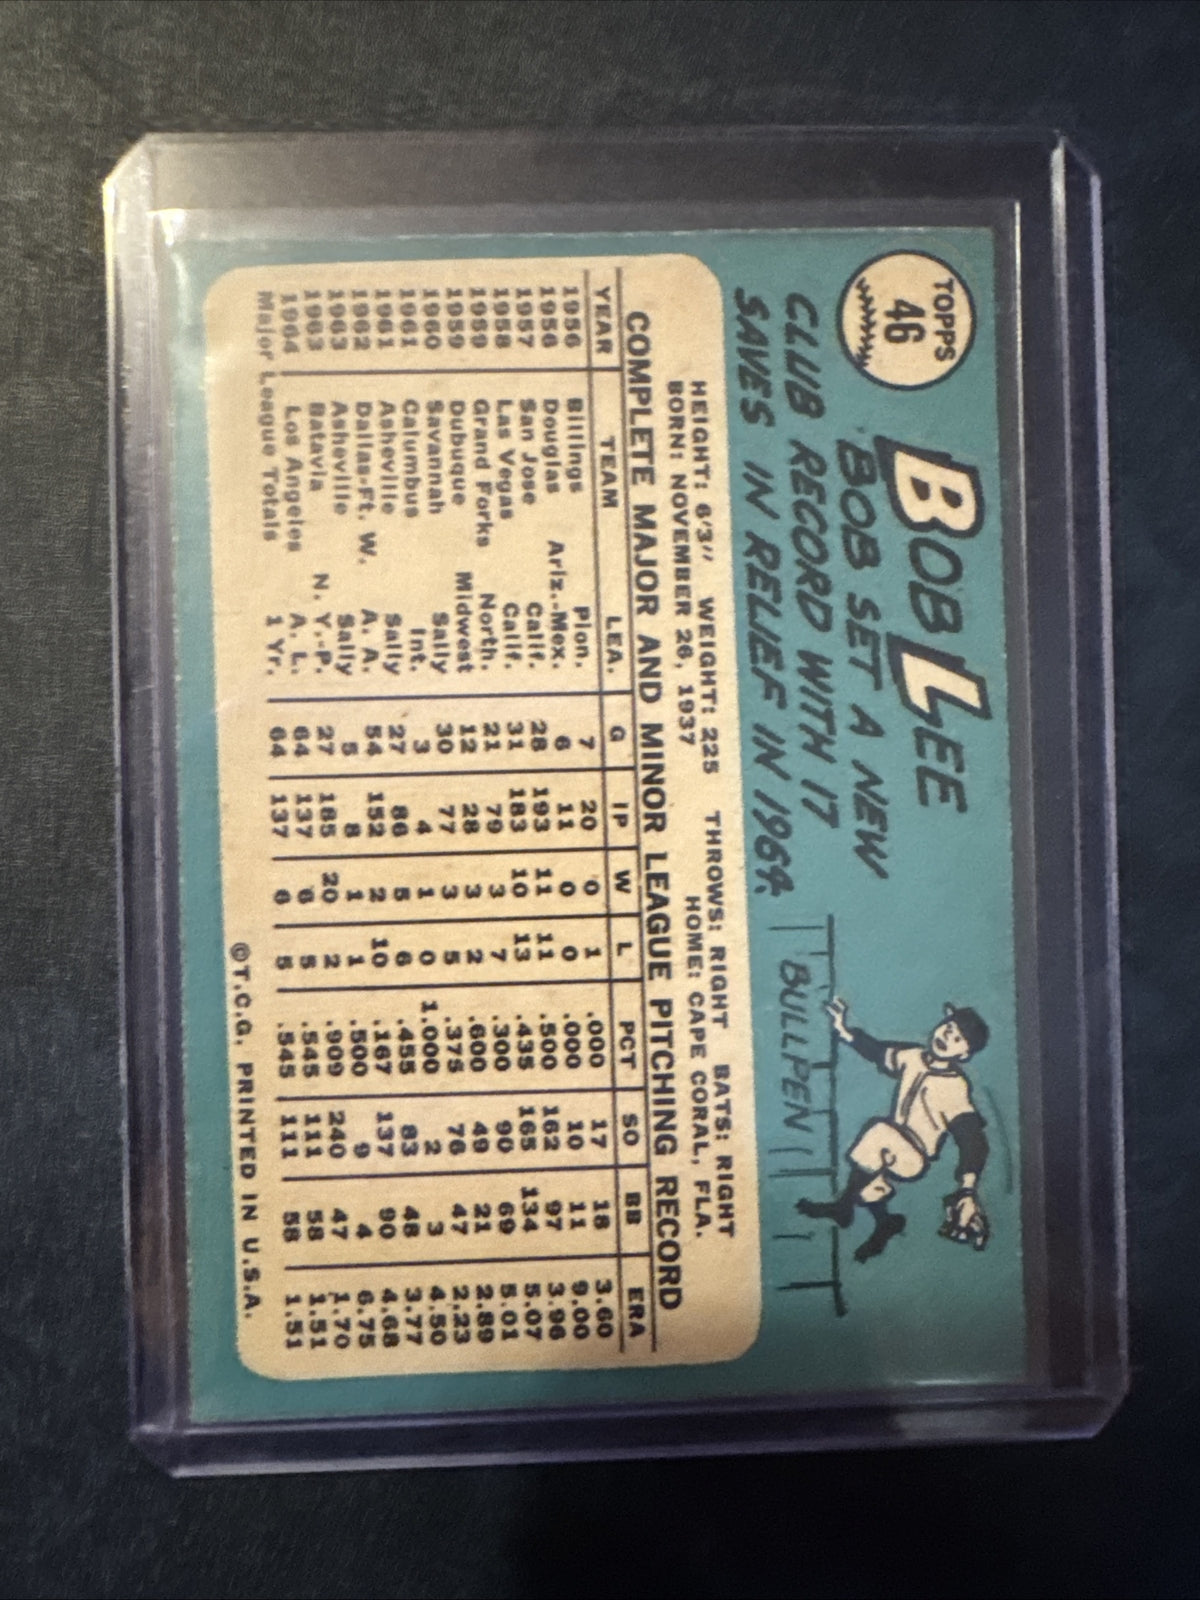 TOPPS
46
BOB LEE
BOB SET A NEW
CLUB RECORD WITH 17
SAVES IN RELIEF IN 1964.
BULLPEN
HEIGHT: 6'3" WEIGHT: 225 THROWS: RIGHT BATS: RIGHT
BORN: NOVEMBER 26, 1937 HOME: CAPE CORAL, FLA.
COMPLETE MAJOR AND MINOR LEAGUE PITCHING RECORD
YEAR TEAM LEA. G IP W L PCT SO BB ERA
1956 Billings Pion. 7 20 0 1 .000 17 18 3.60
1956 Douglas Ariz.-Mex. 6 11 0 0 .000 10 11 9.00
1957 San Jose Calif. 28 193 11 11 .500 162 97 3.96
1958 Las Vegas Calif. 31 183 10 13 .435 165 134 5.07
1959 Grand Forks North. 21 79 3 7 .300 90 69 5.01
1959 Dubuque Midwest 12 28 3 2 .600 49 21 2.89
1960 Savannah Sally 30 77 3 5 .375 76 47 2.23
1961 Columbus Int. 3 4 1 0 1.000 2 3 4.50
1961 Asheville Sally 27 86 5 6 .455 83 48 3.77
1962 Dallas-Ft. W. A. A. 54 152 2 10 .167 137 90 4.68
1963 Asheville Sally 5 8 1 1 .500 9 4 6.75
1963 Batavia N. Y.-P. 27 185 20 2 .909 240 47 1.70
1964 Los Angeles A. L. 64 137 6 5 .545 111 58 1.51
Major League Totals 1 Yr. 64 137 6 5 .545 111 58 1.51
©T.C.G. PRINTED IN U.S.A.